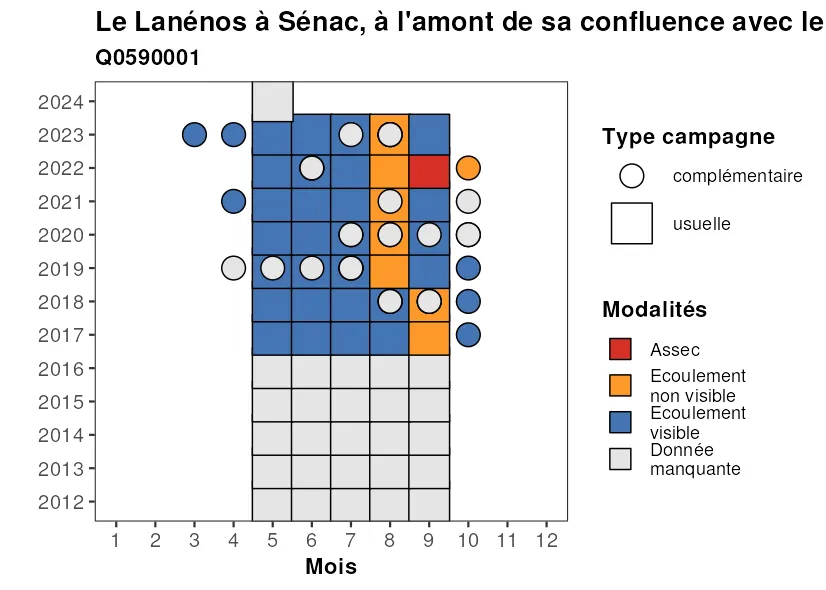 Le Lanénos à Sénac, à l'amont de sa confluence avec le
Q0590001
2024
2023
2022
2021
2020
2019
2018
2017
2016
2015
2014
2013
2012
1 2 3 4 5 6 7 8 9 10 11 12
Mois
Type campagne
complémentaire
usuelle
Modalités
Assec
Ecoulement
non visible
Ecoulement
visible
Donnée
manquante